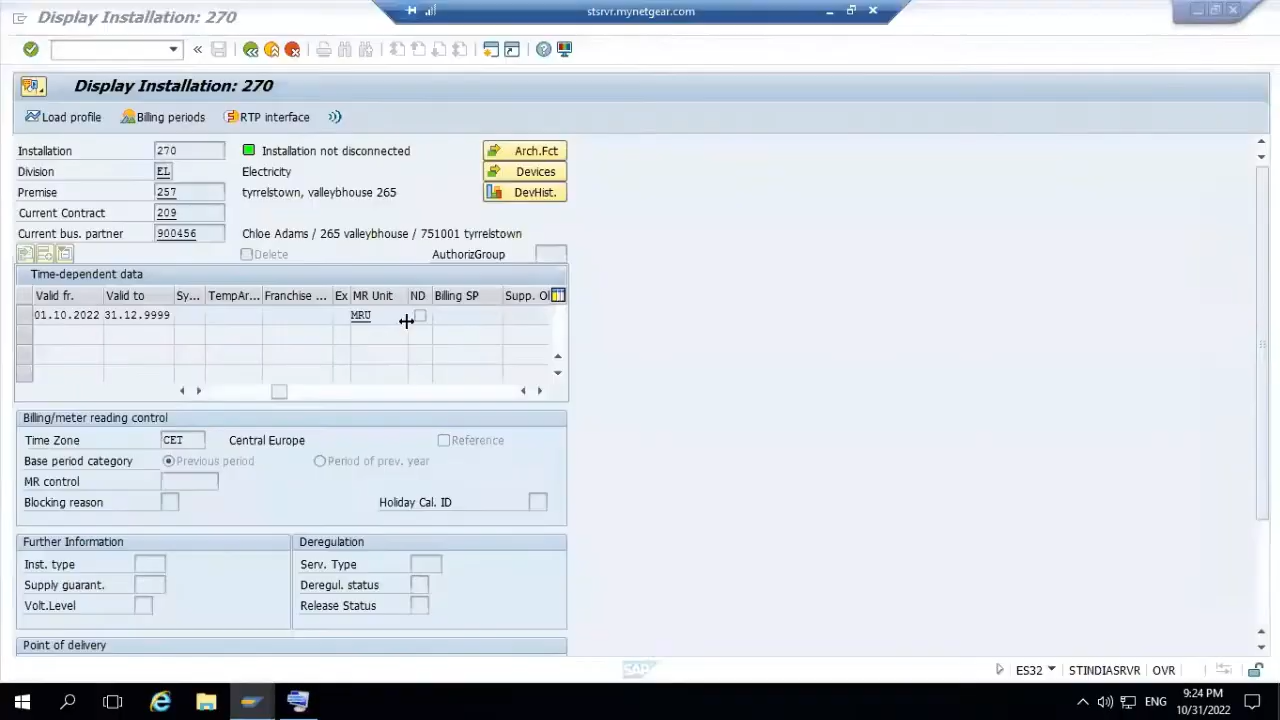 Display Installation: 270
stsrvr.mynetgear.com
Display Installation: 270
Load profile Billing periods RTP interface
Installation 270 Installation not disconnected Arch.Fct
Division EL Electricity Devices
Premise 257 tyrrelstown, valleybhouse 265 DevHist.
Current Contract 209
Current bus. partner 900456 Chloe Adams / 265 valleybhouse / 751001 tyrrelstown
Delete AuthorizGroup
Time-dependent data
Valid fr. Valid to Sy... TempAr... Franchise ... Ex MR Unit ND Billing SP Supp. Ol
01.10.2022 31.12.9999 MRU
Billing/meter reading control
Time Zone CET Central Europe Reference
Base period category Previous period Period of prev. year
MR control
Blocking reason Holiday Cal. ID
Further Information Deregulation
Inst. type Serv. Type
Supply guarant. Deregul. status
Volt.Level Release Status
Point of delivery
SAP
ES32 STINDIASRVR OVR
ENG
9:24 PM
10/31/2022